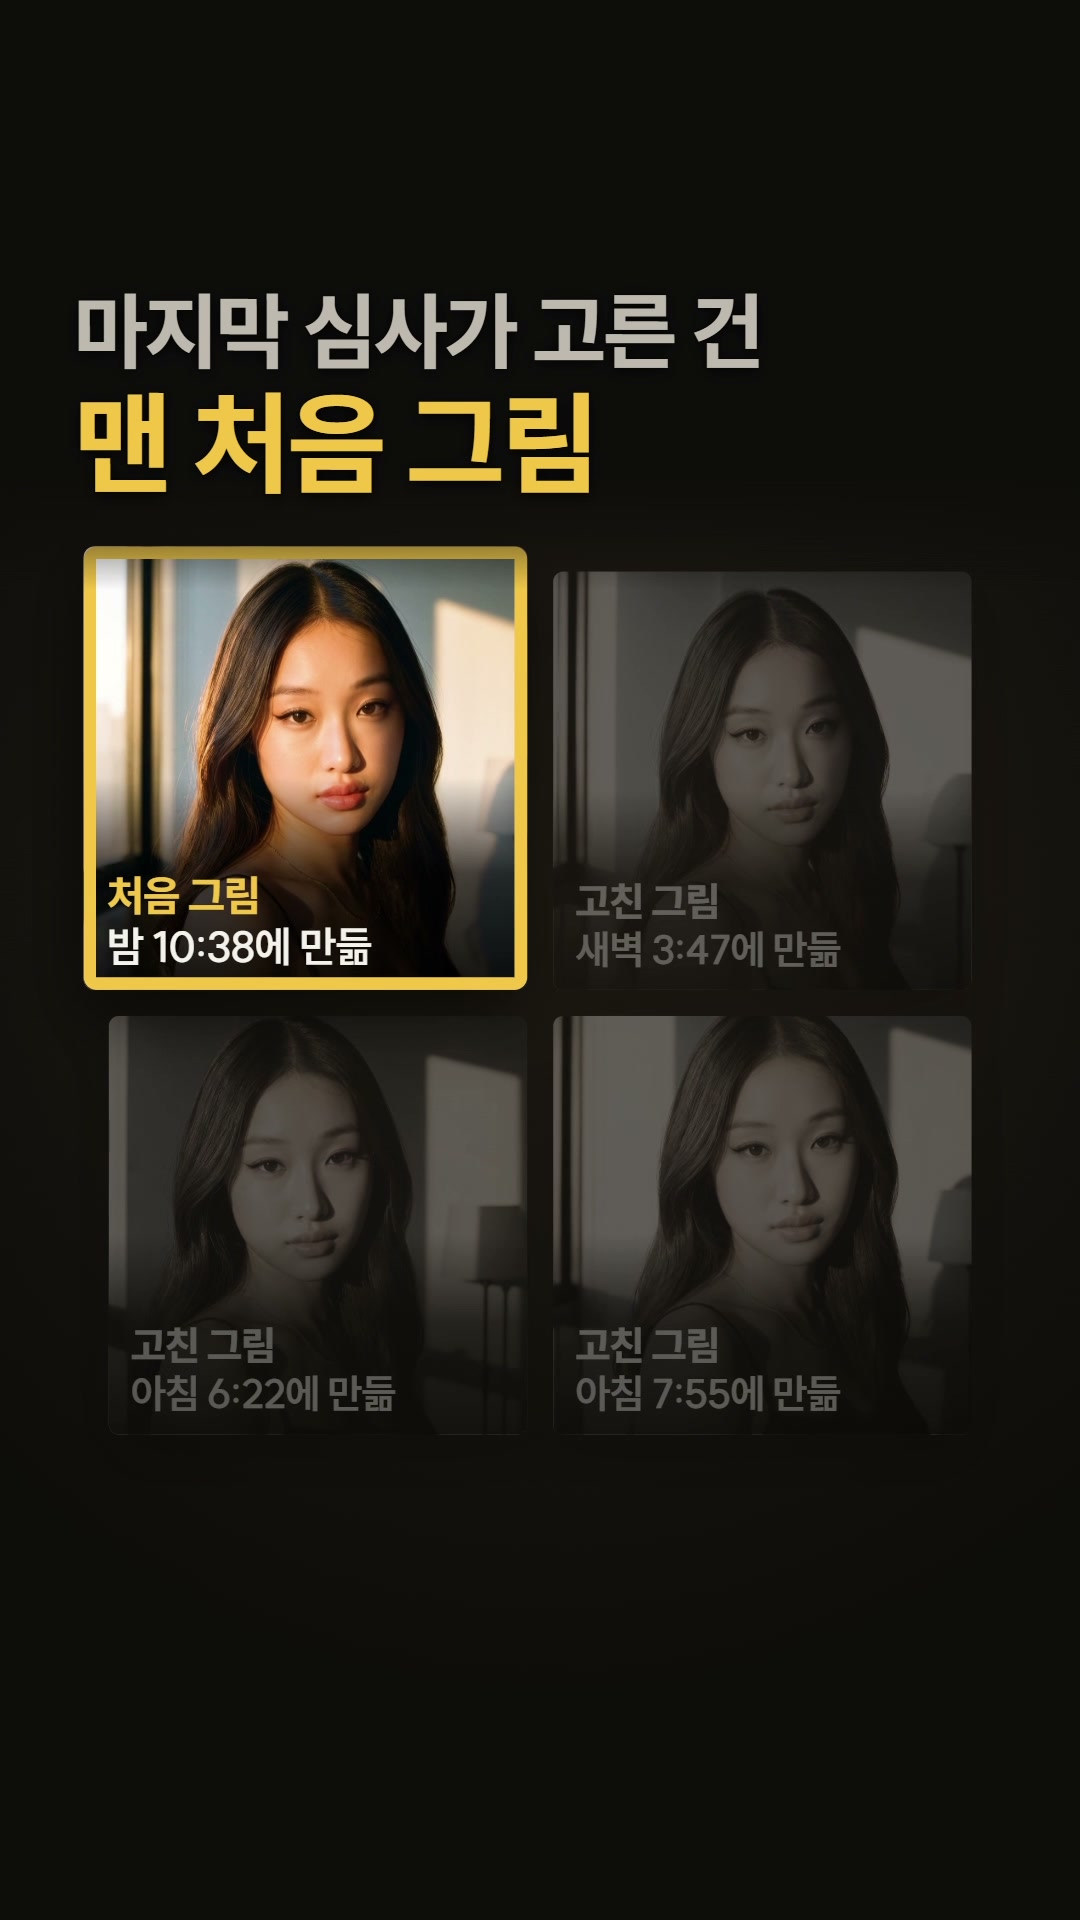 마지막 심사가 고른 건
맨 처음 그림
처음 그림
밤 10:38에 만듦
고친 그림
새벽 3:47에 만듦
고친 그림
아침 6:22에 만듦
고친 그림
아침 7:55에 만듦